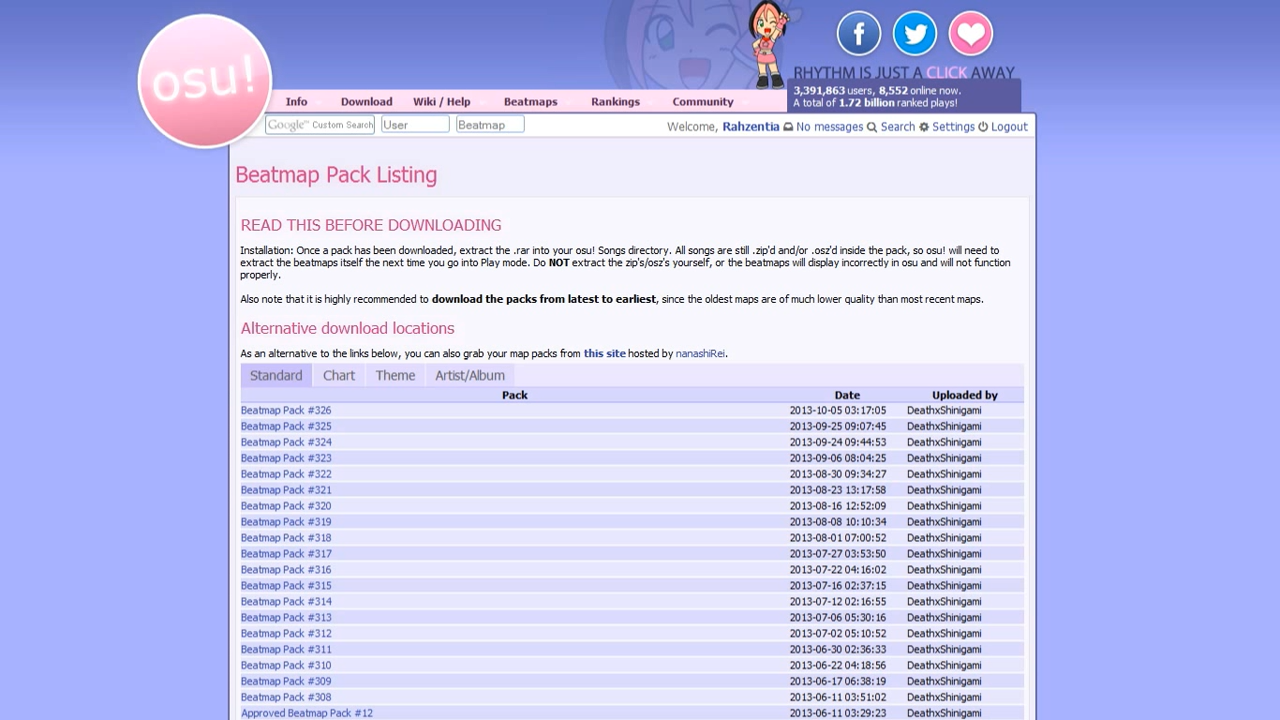 osu!
RHYTHM IS JUST A CLICK AWAY
Info Download Wiki / Help Beatmaps Rankings Community
3,391,863 users, 8,552 online now.
A total of 1.72 billion ranked plays!
Google™ Custom Search User Beatmap Welcome, Rahzentia No messages Search Settings Logout
Beatmap Pack Listing
READ THIS BEFORE DOWNLOADING
Installation: Once a pack has been downloaded, extract the .rar into your osu! Songs directory. All songs are still .zip'd and/or .osz'd inside the pack, so osu! will need to
extract the beatmaps itself the next time you go into Play mode. Do NOT extract the zip's/osz's yourself, or the beatmaps will display incorrectly in osu and will not function
properly.
Also note that it is highly recommended to download the packs from latest to earliest, since the oldest maps are of much lower quality than most recent maps.
Alternative download locations
As an alternative to the links below, you can also grab your map packs from this site hosted by nanashiRei.
Standard Chart Theme Artist/Album
Pack Date Uploaded by
Beatmap Pack #326 2013-10-05 03:17:05 DeathxShinigami
Beatmap Pack #325 2013-09-25 09:07:45 DeathxShinigami
Beatmap Pack #324 2013-09-24 09:44:53 DeathxShinigami
Beatmap Pack #323 2013-09-06 08:04:25 DeathxShinigami
Beatmap Pack #322 2013-08-30 09:34:27 DeathxShinigami
Beatmap Pack #321 2013-08-23 13:17:58 DeathxShinigami
Beatmap Pack #320 2013-08-16 12:52:09 DeathxShinigami
Beatmap Pack #319 2013-08-08 10:10:34 DeathxShinigami
Beatmap Pack #318 2013-08-01 07:00:52 DeathxShinigami
Beatmap Pack #317 2013-07-27 03:53:50 DeathxShinigami
Beatmap Pack #316 2013-07-22 04:16:02 DeathxShinigami
Beatmap Pack #315 2013-07-16 02:37:15 DeathxShinigami
Beatmap Pack #314 2013-07-12 02:16:55 DeathxShinigami
Beatmap Pack #313 2013-07-06 05:30:16 DeathxShinigami
Beatmap Pack #312 2013-07-02 05:10:52 DeathxShinigami
Beatmap Pack #311 2013-06-30 02:36:33 DeathxShinigami
Beatmap Pack #310 2013-06-22 04:18:56 DeathxShinigami
Beatmap Pack #309 2013-06-17 06:38:19 DeathxShinigami
Beatmap Pack #308 2013-06-11 03:51:02 DeathxShinigami
Approved Beatmap Pack #12 2013-06-11 03:29:23 DeathxShinigami